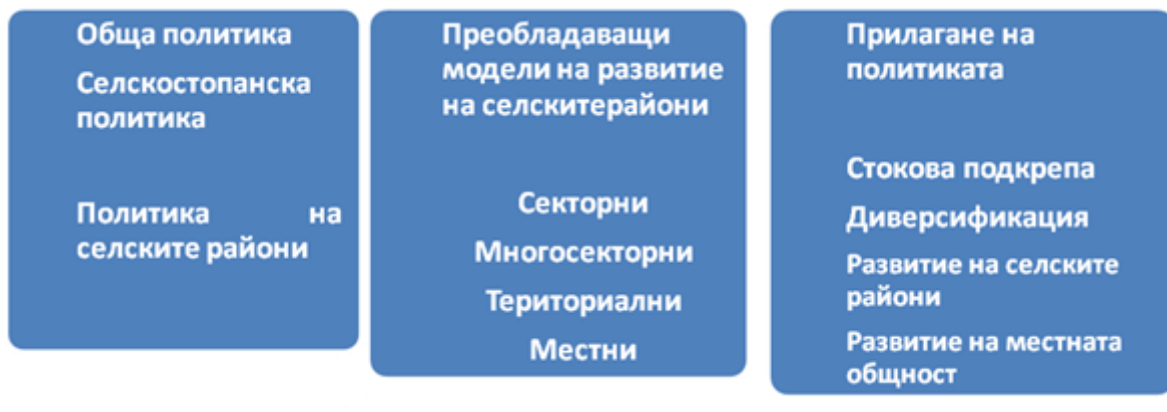 Обща политика
Селскостопанска
политика
Политика на
селските райони
Преобладаващи
модели на развитие
на селскитерайони
Секторни
Многосекторни
Териториални
Местни
Прилагане на
политиката
Стокова подкрепа
Диверсификация
Развитие на селските
райони
Развитие на местната
общност